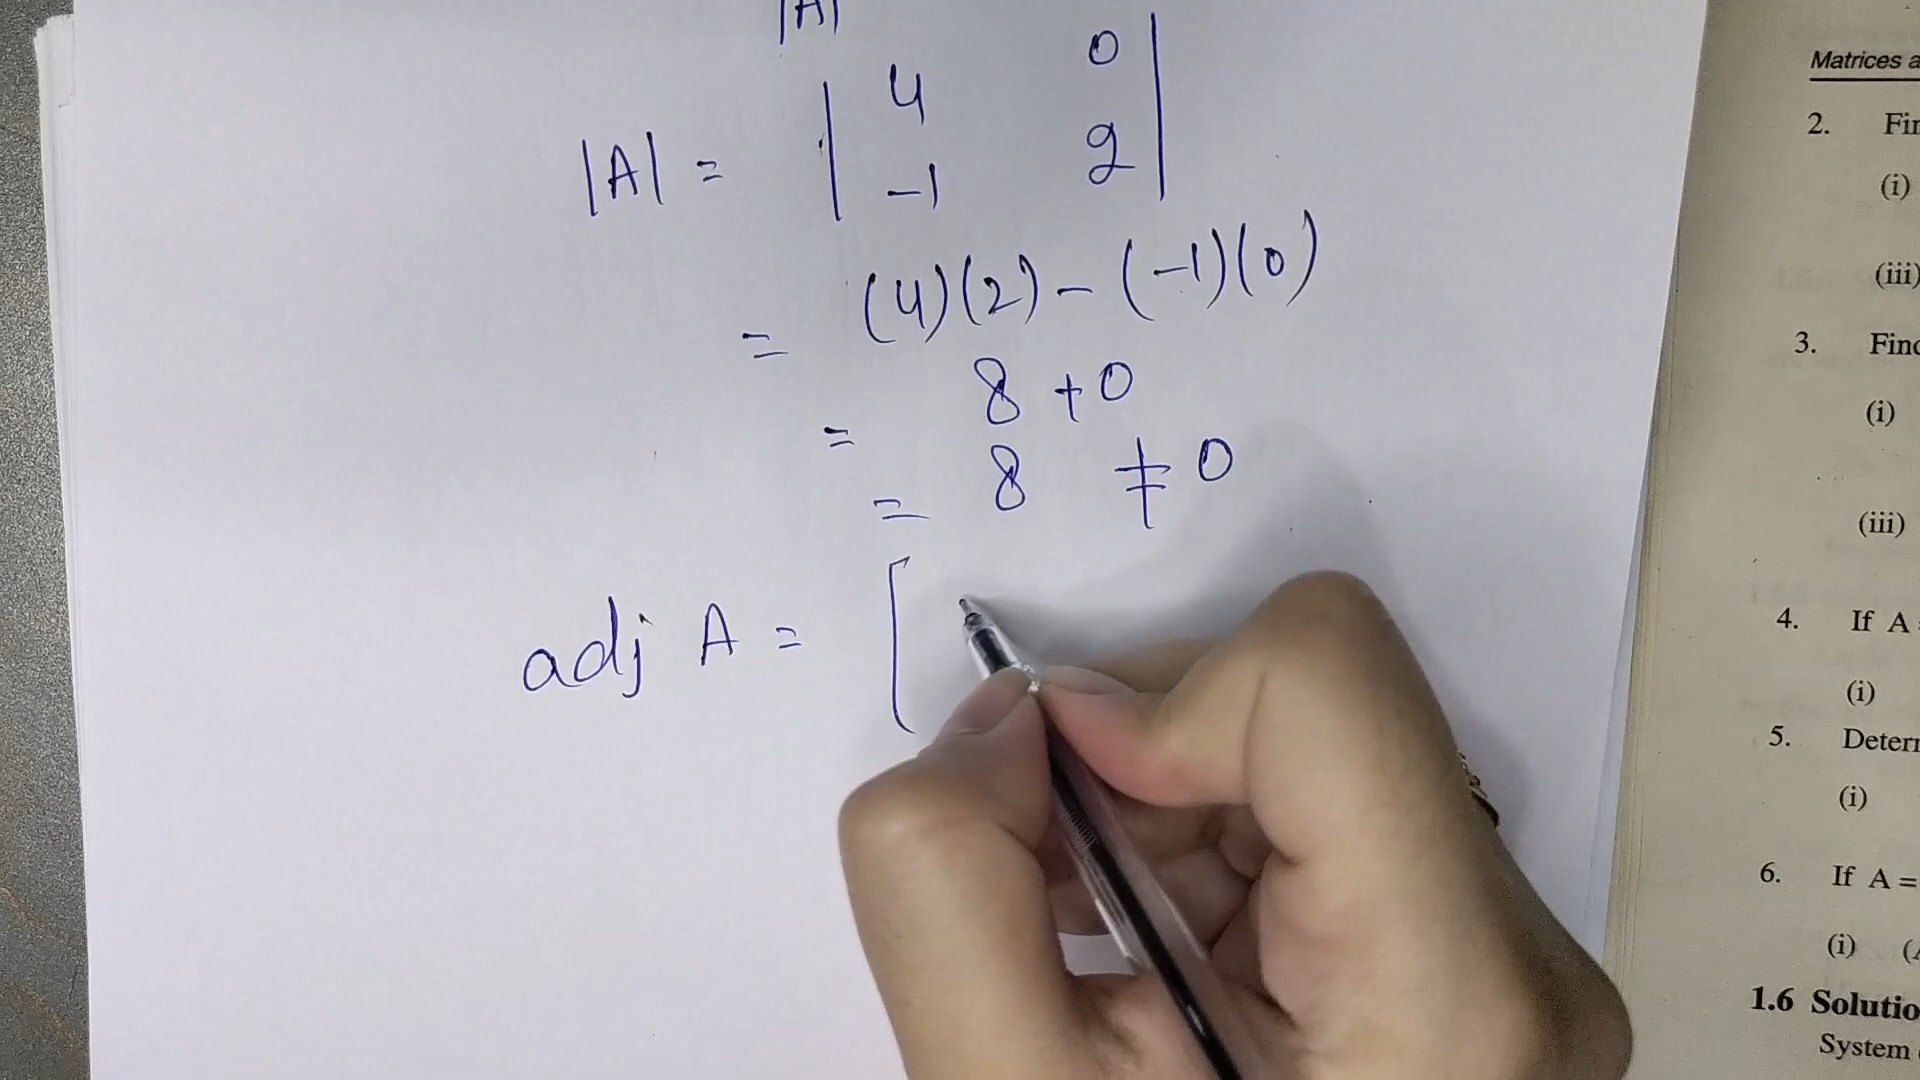 |A|
|A| = | 4 0 |
| -1 2 |
= (4)(2) - (-1)(0)
= 8 + 0
= 8 ≠ 0
adj A = [
Matrices a
2. Fin
(i)
(iii)
3. Find
(i)
(iii)
4. If A =
(i)
5. Deter
(i)
6. If A =
(i) (A
1.6 Solutio
System